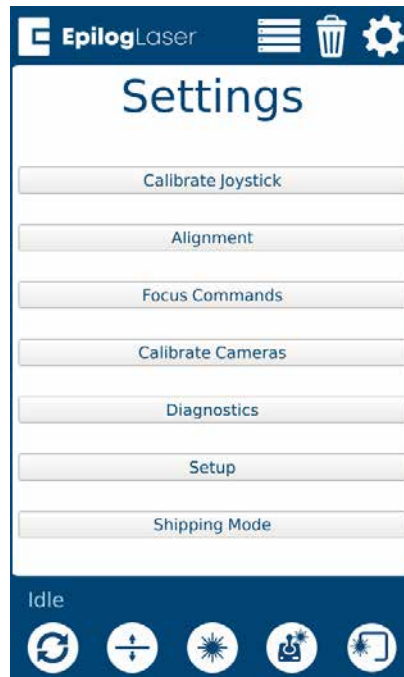 EpilogLaser
Settings
Calibrate Joystick
Alignment
Focus Commands
Calibrate Cameras
Diagnostics
Setup
Shipping Mode
Idle